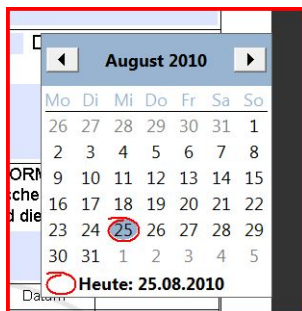 August 2010
Mo Di Mi Do Fr Sa So
26 27 28 29 30 31 1
2 3 4 5 6 7 8
9 10 11 12 13 14 15
16 17 18 19 20 21 22
23 24 25 26 27 28 29
30 31 1 2 3 4 5
Heute: 25.08.2010